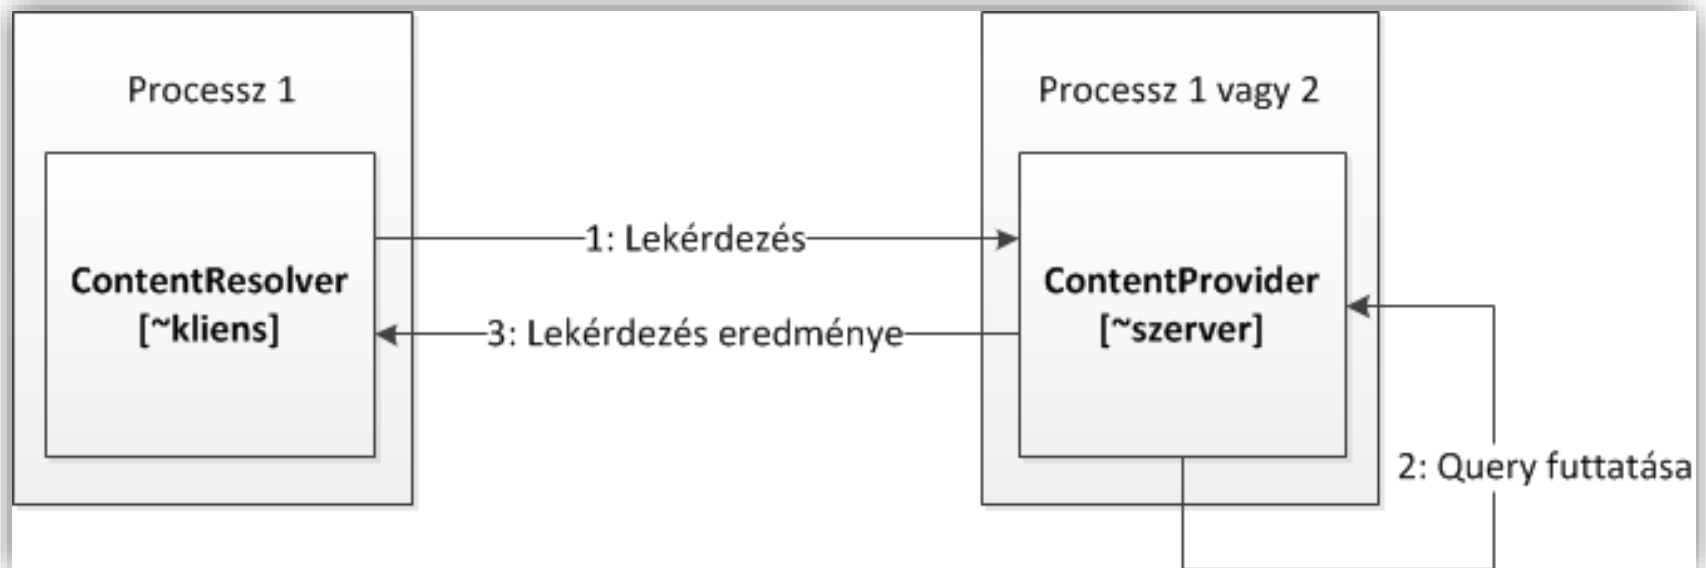 Processz 1
ContentResolver
[~kliens]
1: Lekérdezés
3: Lekérdezés eredménye
Processz 1 vagy 2
ContentProvider
[~szerver]
2: Query futtatása